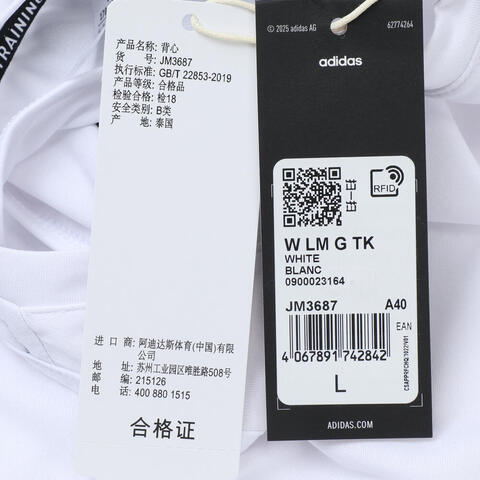 TRAINING
产品名称: 背心
货 号: JM3687
执行标准: GB/T 22853-2019
产品等级: 合格品
检验合格: 检18
安全类别: B类
产 地: 泰国
进 口 商: 阿迪达斯体育(中国)有限
公司
地址: 苏州工业园区唯亭西路508号
邮编: 215126
电话: 400 880 1515
合格证
© 2025 adidas AG
62774264
adidas
RFID
W LM G TK
WHITE
BLANC
0900023164
JM3687 A40
EAN
4 067891 742842
L
ADIDAS.COM